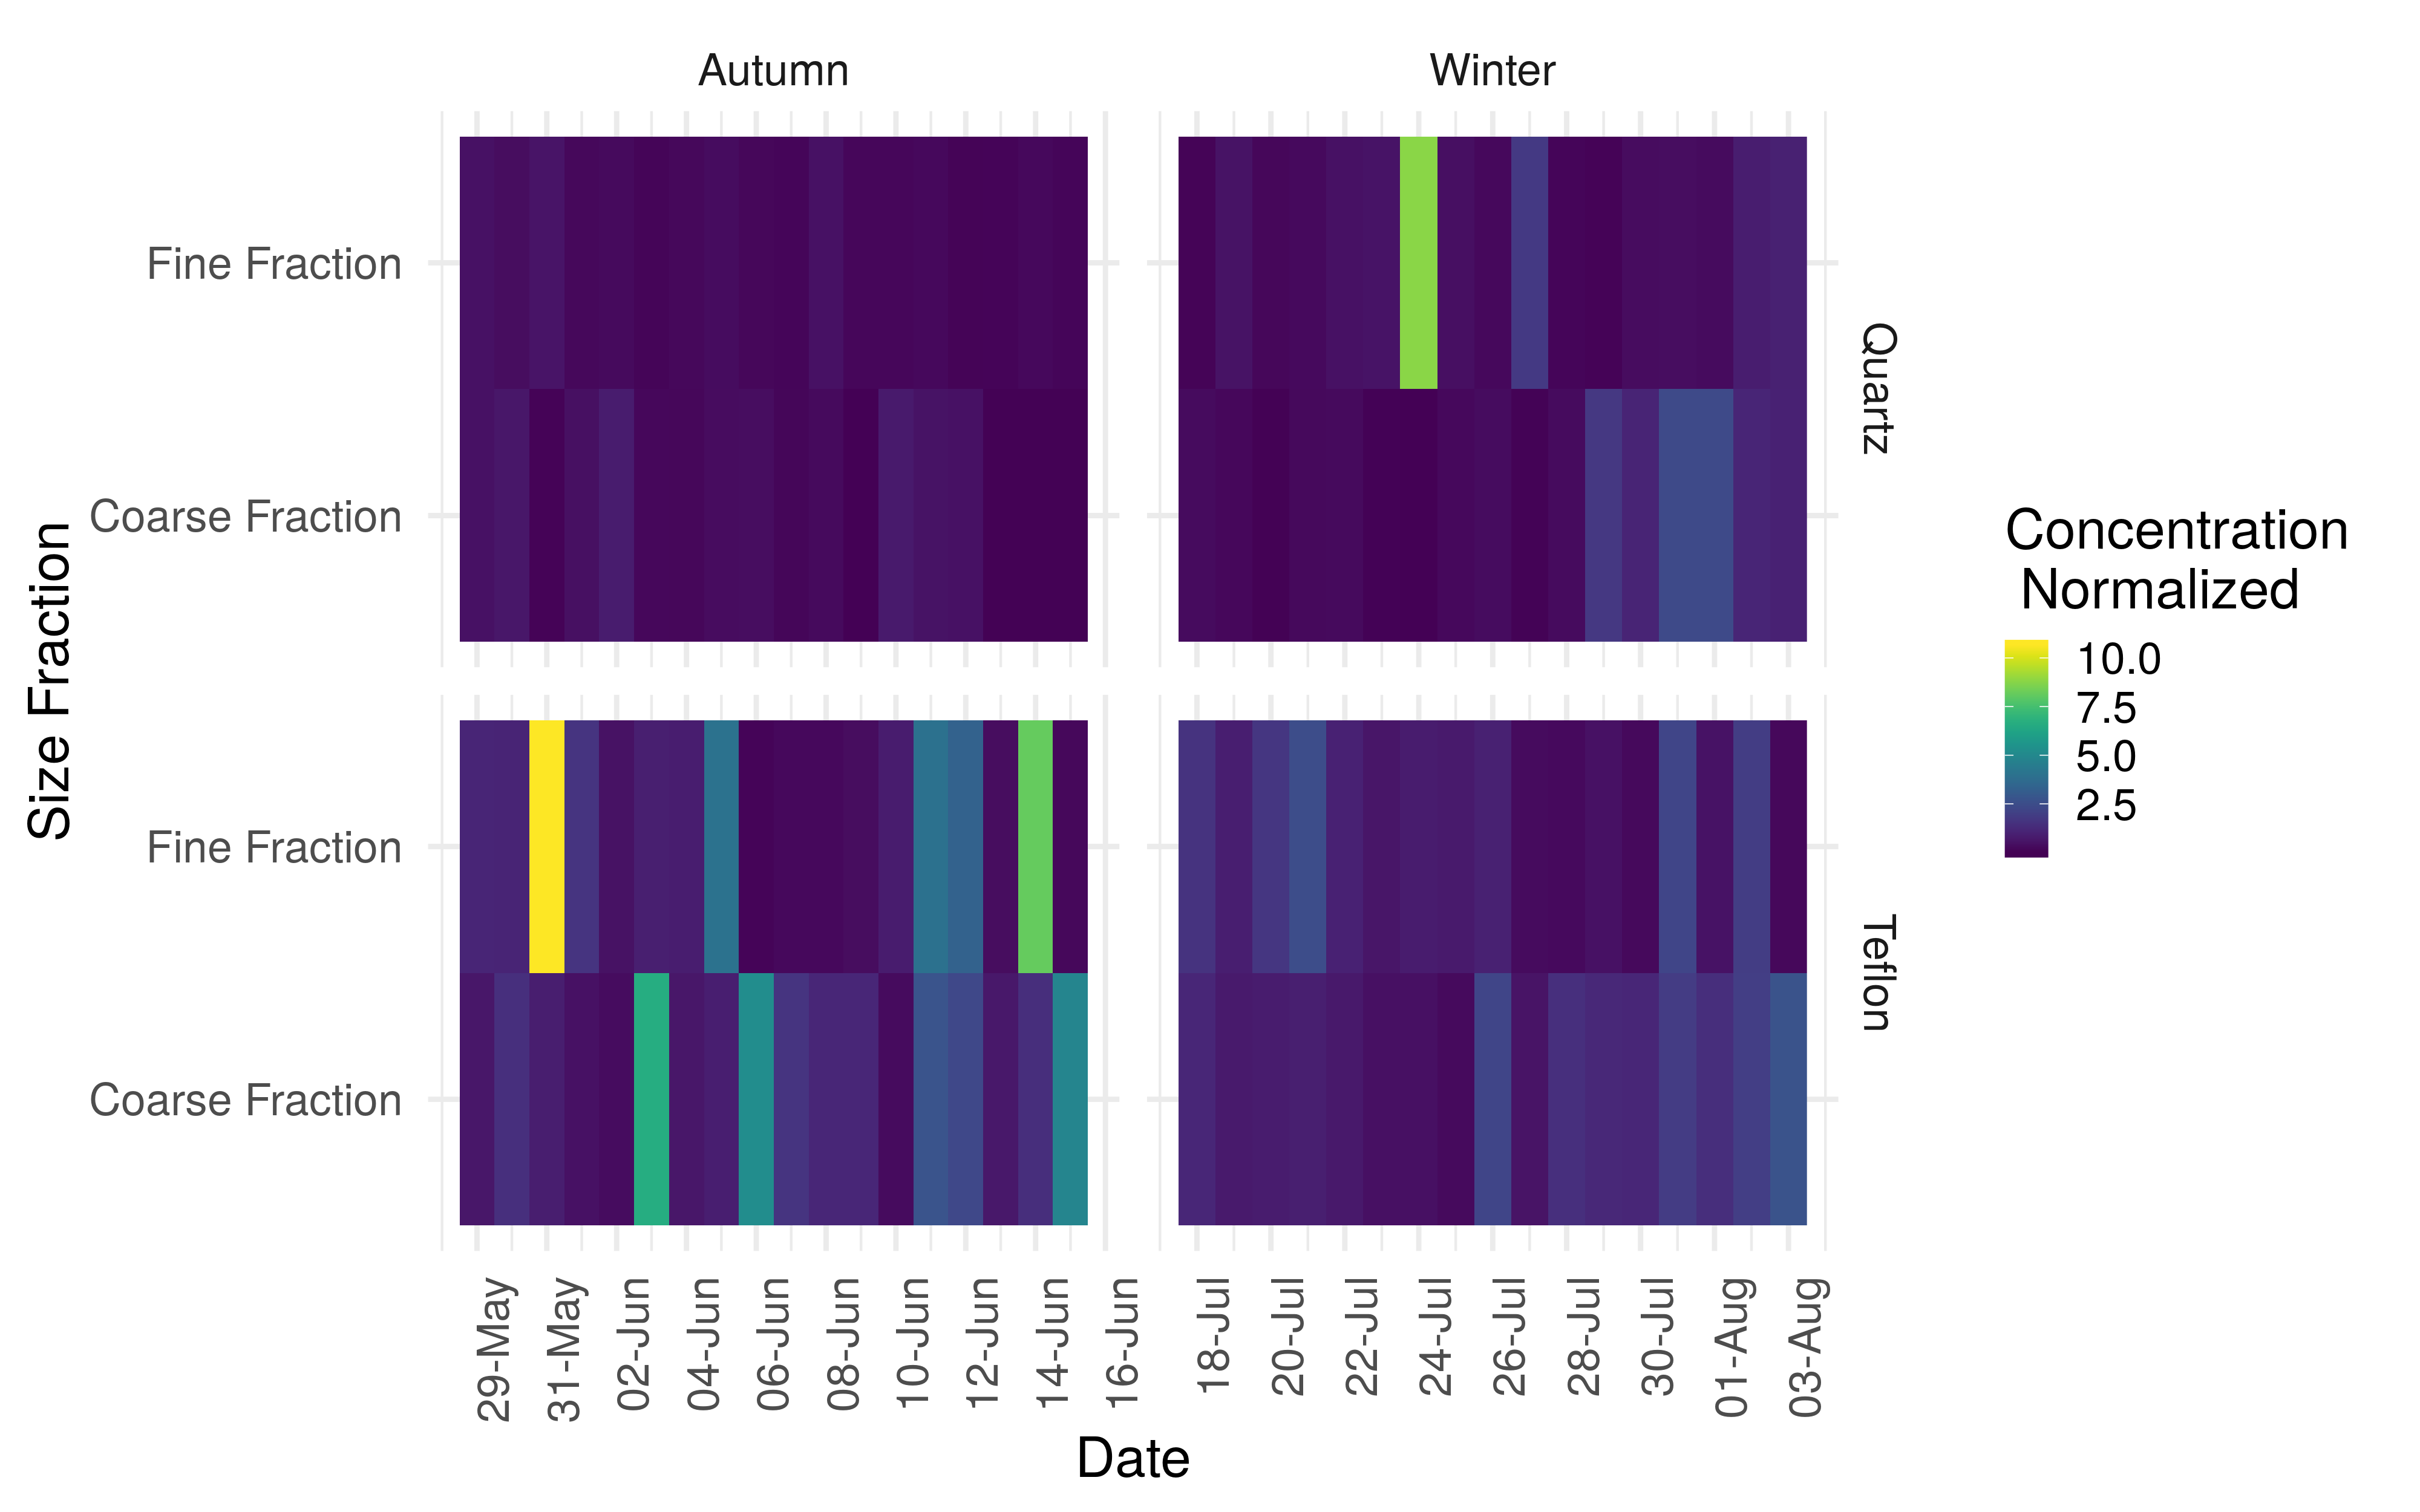 Autumn
Winter
Fine Fraction
Coarse Fraction
Quartz
Fine Fraction
Coarse Fraction
Teflon
Size Fraction
29-May
31-May
02-Jun
04-Jun
06-Jun
08-Jun
10-Jun
12-Jun
14-Jun
16-Jun
18-Jul
20-Jul
22-Jul
24-Jul
26-Jul
28-Jul
30-Jul
01-Aug
03-Aug
Date
Concentration
Normalized
10.0
7.5
5.0
2.5